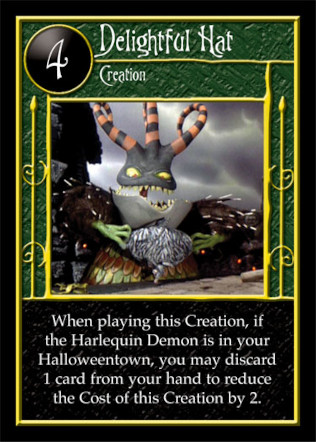 4
Delightful Hat
Creation
When playing this Creation, if
the Harlequin Demon is in your
Halloweentown, you may discard
1 card from your hand to reduce
the Cost of this Creation by 2.